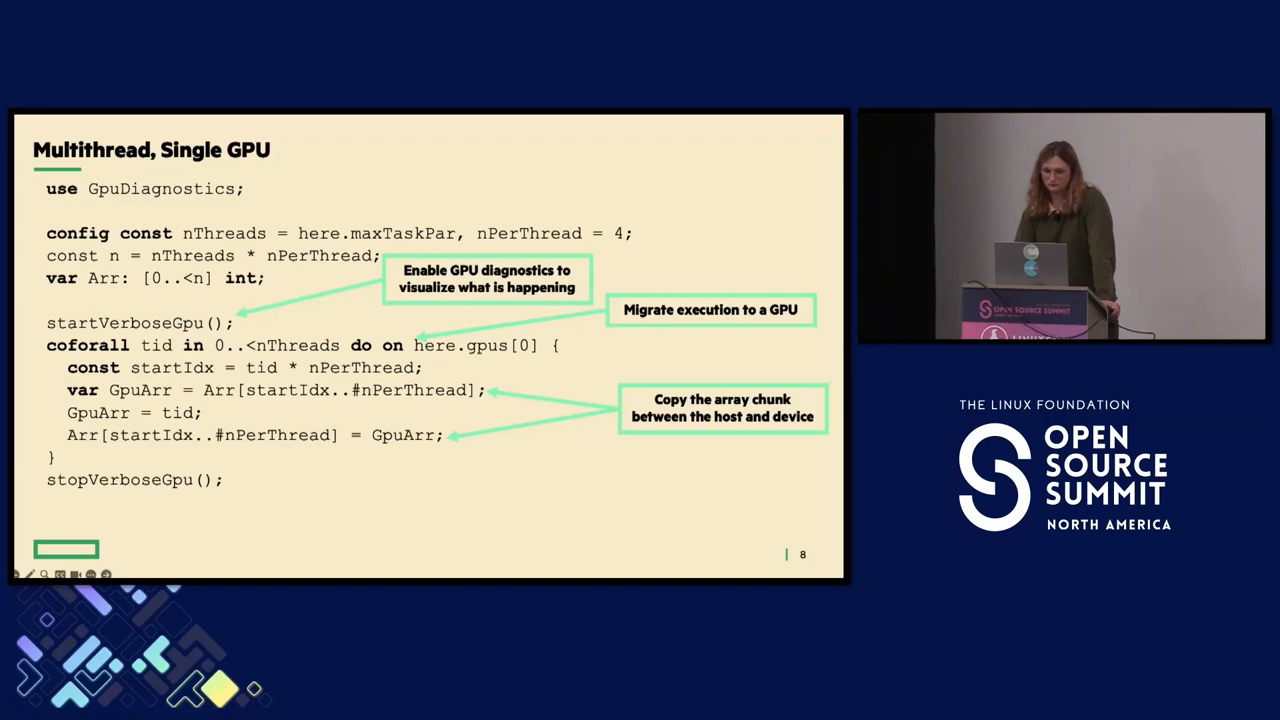 Multithread, Single GPU
use GpuDiagnostics;
config const nThreads = here.maxTaskPar, nPerThread = 4;
const n = nThreads * nPerThread;
var Arr: [0..<n] int;
Enable GPU diagnostics to
visualize what is happening
Migrate execution to a GPU
startVerboseGpu();
coforall tid in 0..<nThreads do on here.gpus[0] {
const startIdx = tid * nPerThread;
var GpuArr = Arr[startIdx..#nPerThread];
GpuArr = tid;
Arr[startIdx..#nPerThread] = GpuArr;
}
stopVerboseGpu();
Copy the array chunk
between the host and device
8
OPEN SOURCE SUMMIT
THE LINUX FOUNDATION
OPEN
SOURCE
SUMMIT
NORTH AMERICA